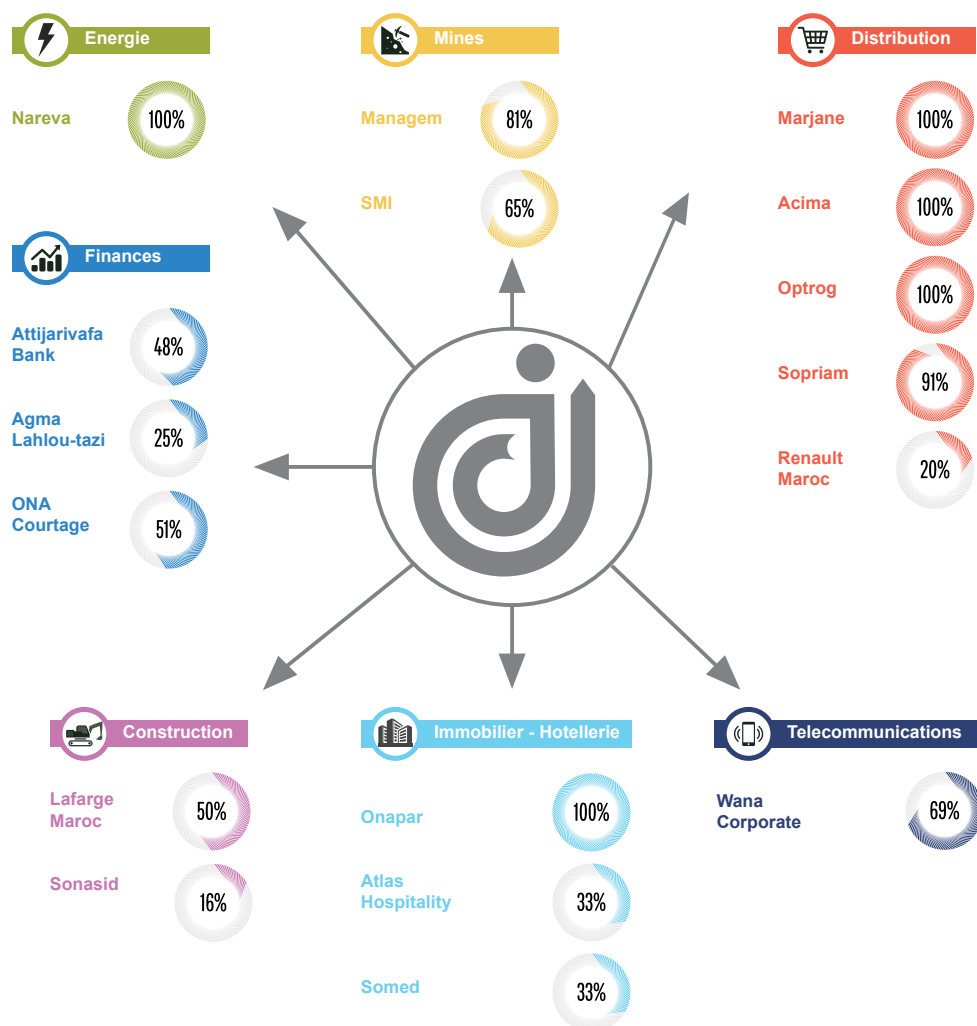 Energie
Nareva
100%
Mines
Managem
81%
SMI
65%
Distribution
Marjane
100%
Acima
100%
Optrog
100%
Sopriam
91%
Renault
Maroc
20%
Finances
Attijarivafa
Bank
48%
Agma
Lahlou-tazi
25%
ONA
Courtage
51%
Construction
Lafarge
Maroc
50%
Sonasid
16%
Immobilier - Hotellerie
Onapar
100%
Atlas
Hospitality
33%
Somed
33%
Telecommunications
Wana
Corporate
69%